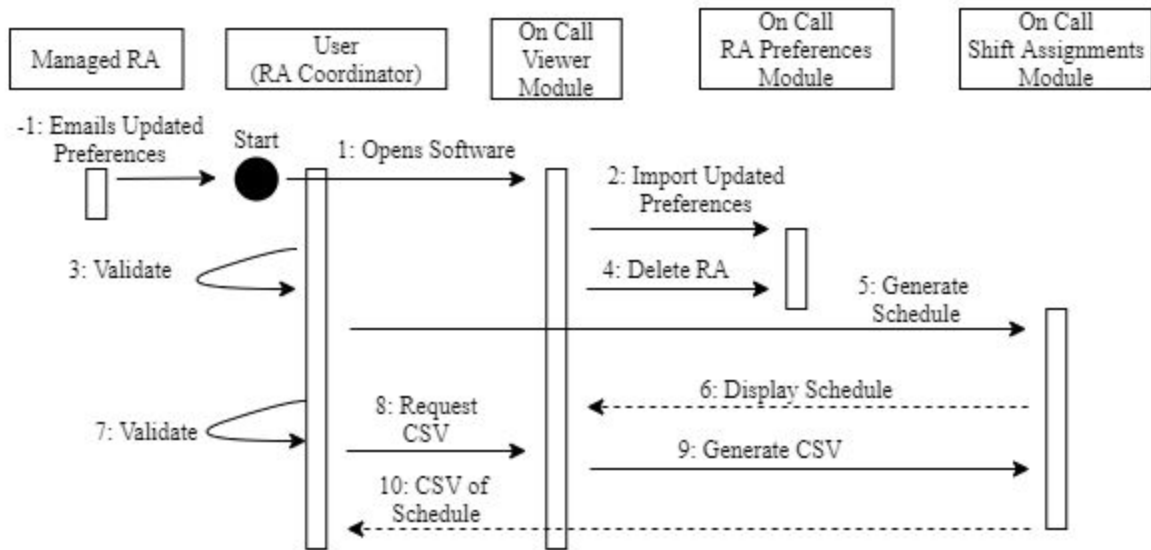 Managed RA
User
(RA Coordinator)
On Call
Viewer
Module
On Call
RA Preferences
Module
On Call
Shift Assignments
Module
-1: Emails Updated
Preferences
Start
1: Opens Software
2: Import Updated
Preferences
3: Validate
4: Delete RA
5: Generate
Schedule
6: Display Schedule
7: Validate
8: Request
CSV
9: Generate CSV
10: CSV of
Schedule